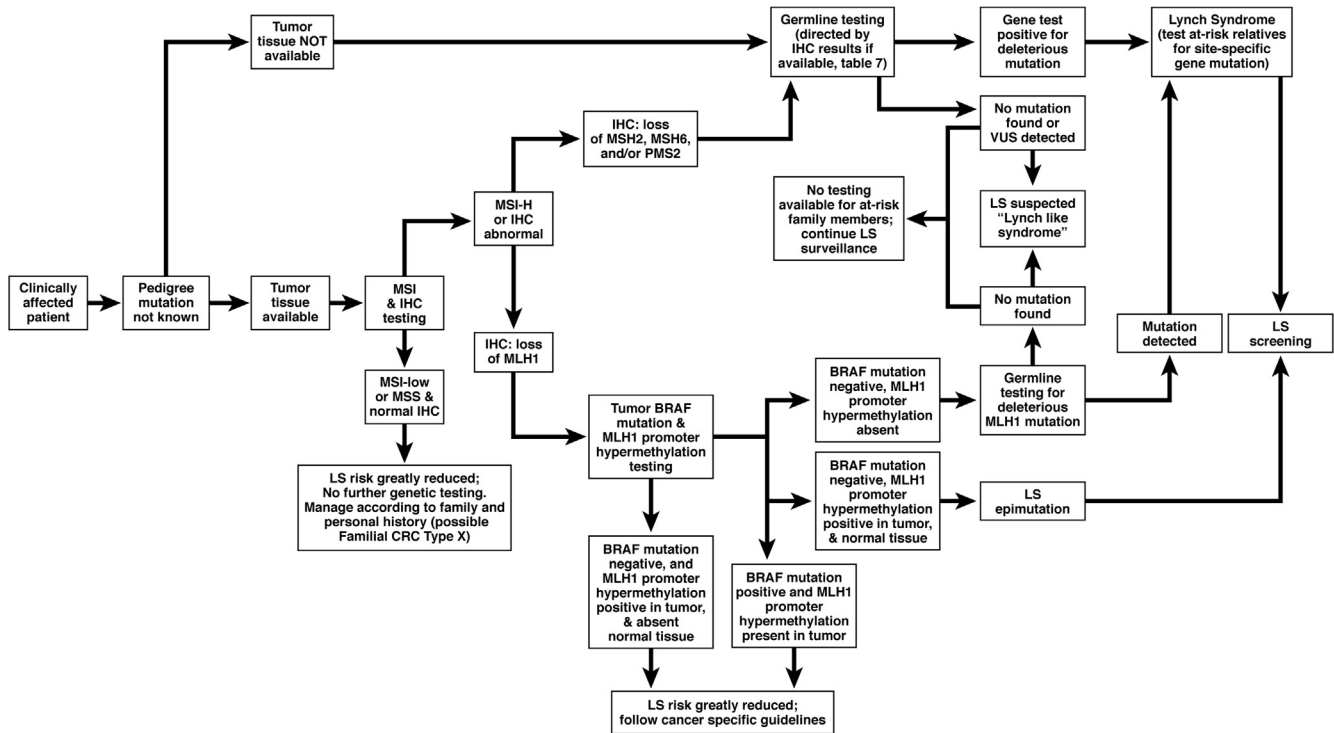 Tumor
tissue NOT
available
Germline testing
(directed by
IHC results if
available, table 7)
Gene test
positive for
deleterious
mutation
Lynch Syndrome
(test at-risk relatives
for site-specific
gene mutation)
No mutation
found or
VUS detected
IHC: loss
of MSH2, MSH6,
and/or PMS2
No testing
available for at-risk
family members;
continue LS
surveillance
LS suspected
“Lynch like
syndrome”
MSI-H
or IHC
abnormal
Clinically
affected
patient
Pedigree
mutation
not known
Tumor
tissue
available
MSI
& IHC
testing
No mutation
found
IHC: loss
of MLH1
Mutation
detected
LS
screening
MSI-low
or MSS &
normal IHC
BRAF mutation
negative, MLH1
promoter
hypermethylation
absent
Germline
testing for
deleterious
MLH1 mutation
Tumor BRAF
mutation &
MLH1 promoter
hypermethylation
testing
LS risk greatly reduced;
No further genetic testing.
Manage according to family and
personal history (possible
Familial CRC Type X)
BRAF mutation
negative, MLH1
promoter
hypermethylation
positive in tumor,
& normal tissue
LS
epimutation
BRAF mutation
negative, and
MLH1 promoter
hypermethylation
positive in tumor,
& absent
normal tissue
BRAF mutation
positive and MLH1
promoter
hypermethylation
present in tumor
LS risk greatly reduced;
follow cancer specific guidelines